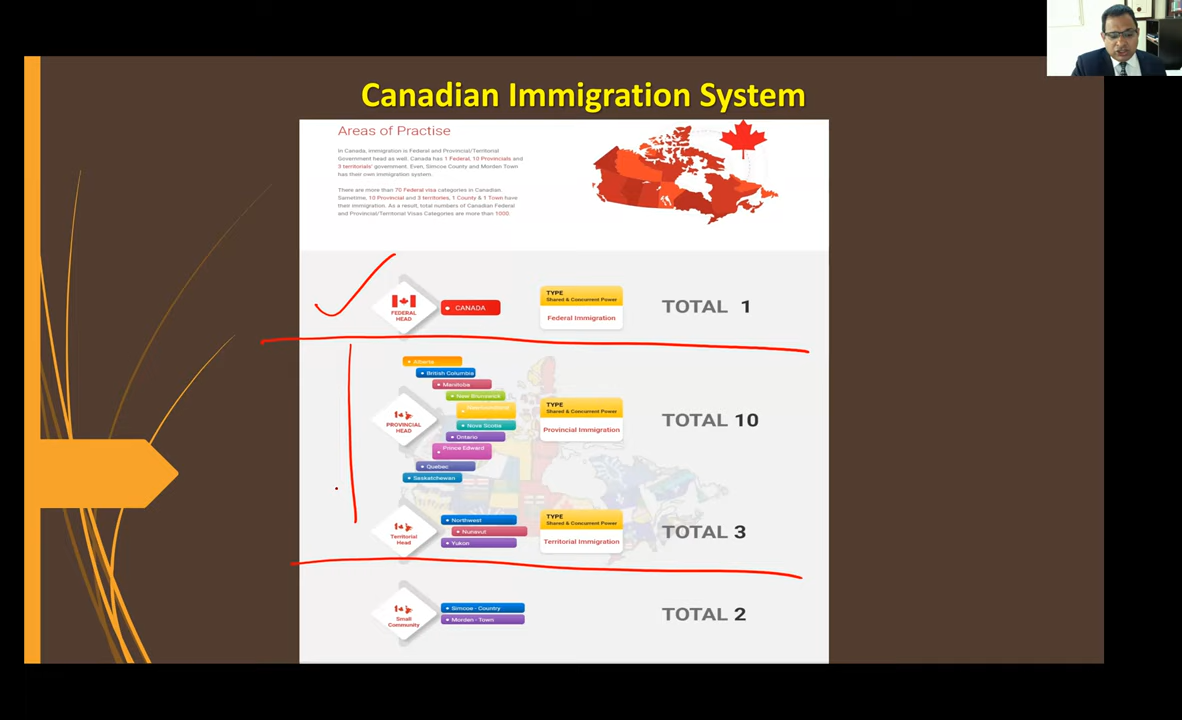 Canadian Immigration System
Areas of Practise
In Canada, immigration is Federal and Provincial/Territorial
Government head as well. Canada has 1 Federal, 10 Provincials and
3 territorials' government. Even, Simcoe County and Morden Town
has their own immigration system.
There are more than 70 Federal visa categories in Canadian.
Sametime, 10 Provincial and 3 territories, 1 County & 1 Town have
their immigration. As a result, total numbers of Canadian Federal
and Provincial/Territorial Visas Categories are more than 1000.
FEDERAL
HEAD
CANADA
TYPE
Shared & Concurrent Power
Federal Immigration
TOTAL 1
Alberta
British Columbia
Manitoba
New Brunswick
Nova Scotia
Ontario
Prince Edward
Quebec
Saskatchewan
PROVINCIAL
HEAD
TYPE
Shared & Concurrent Power
Provincial Immigration
TOTAL 10
Territorial
Head
Northwest
Nunavut
Yukon
TYPE
Shared & Concurrent Power
Territorial Immigration
TOTAL 3
Small
Community
Simcoe - Country
Morden - Town
TOTAL 2